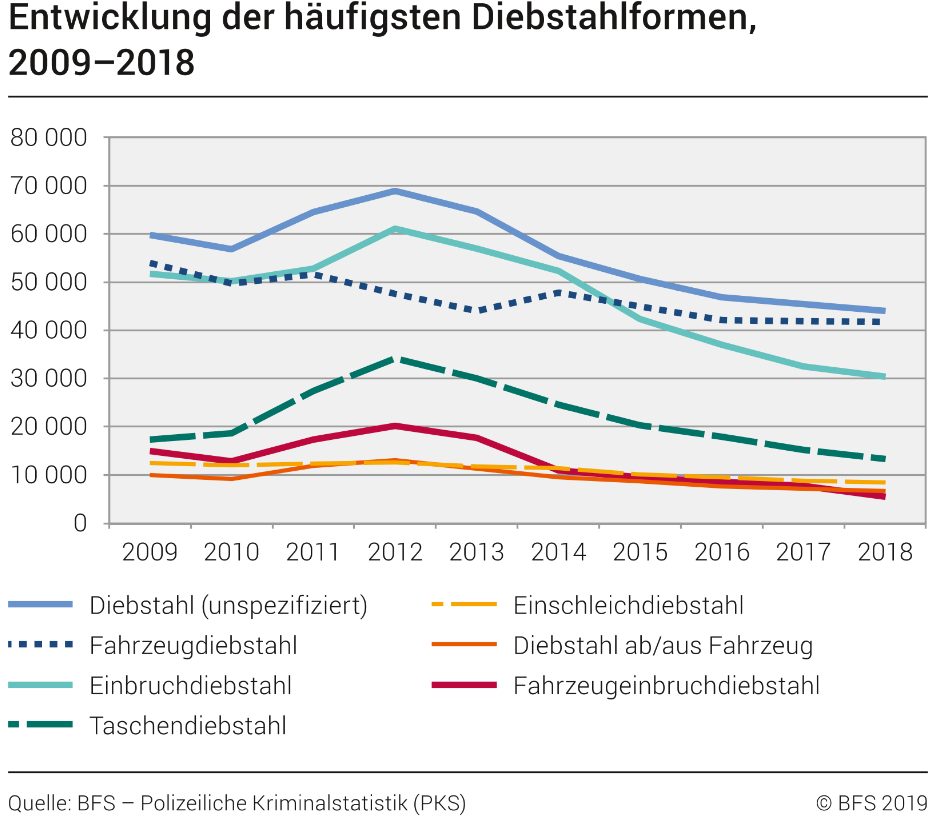 Entwicklung der häufigsten Diebstahlformen,
2009–2018
80 000
70 000
60 000
50 000
40 000
30 000
20 000
10 000
0
2009 2010 2011 2012 2013 2014 2015 2016 2017 2018
Diebstahl (unspezifiziert)
Fahrzeugdiebstahl
Einbruchdiebstahl
Taschendiebstahl
Einschleichdiebstahl
Diebstahl ab/aus Fahrzeug
Fahrzeugeinbruchdiebstahl
Quelle: BFS – Polizeiliche Kriminalstatistik (PKS)
© BFS 2019